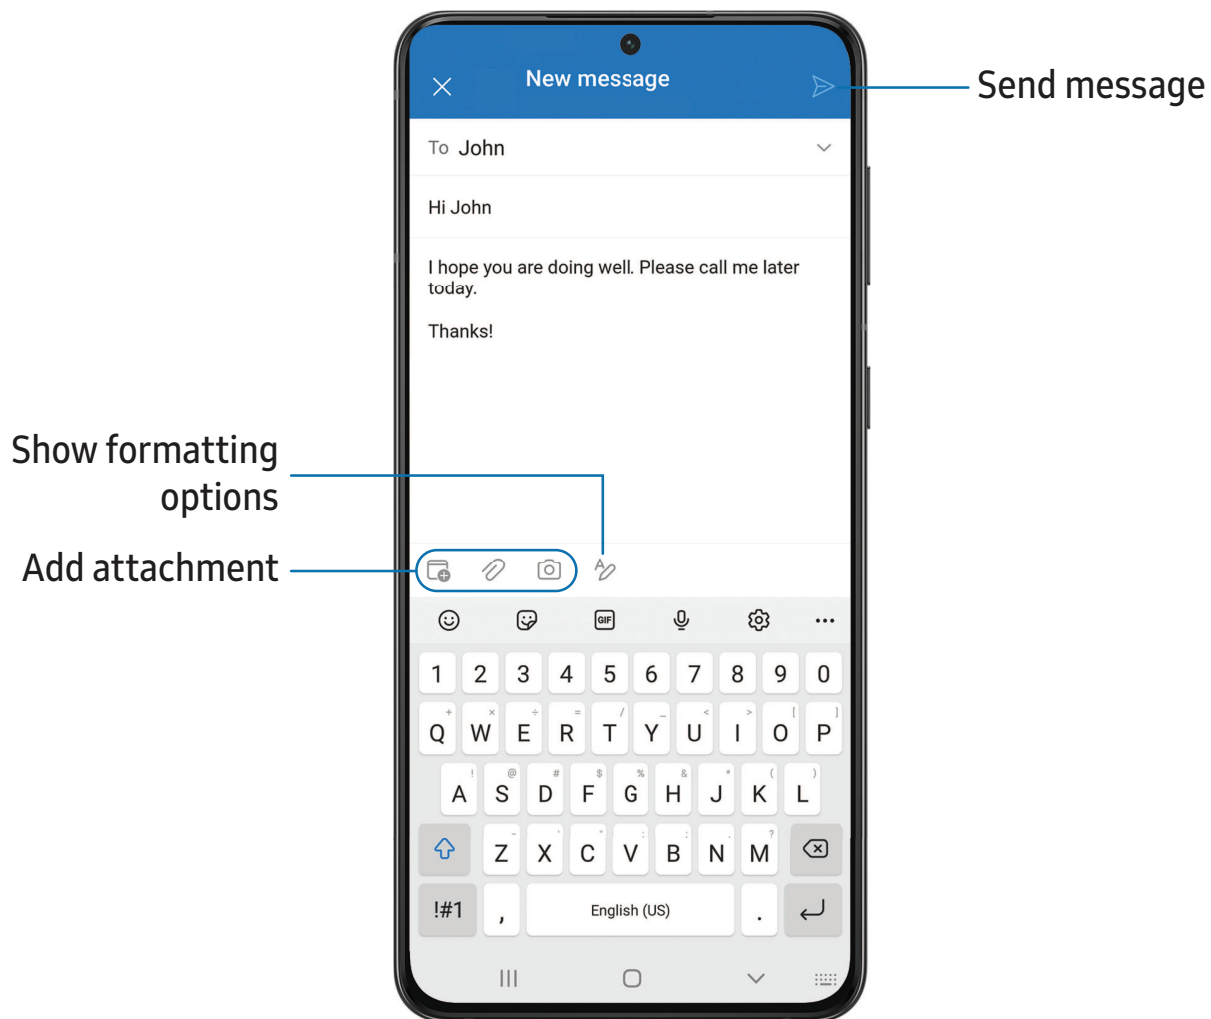 New message
Send message
To John
Hi John
I hope you are doing well. Please call me later
today.
Thanks!
Show formatting
options
Add attachment
GIF
1 2 3 4 5 6 7 8 9 0
+ × ÷ = / _ < > [ ]
Q W E R T Y U I O P
! @ # $ % & * ( )
A S D F G H J K L
- ' " : ; , ?
Z X C V B N M
!#1 , English (US) .